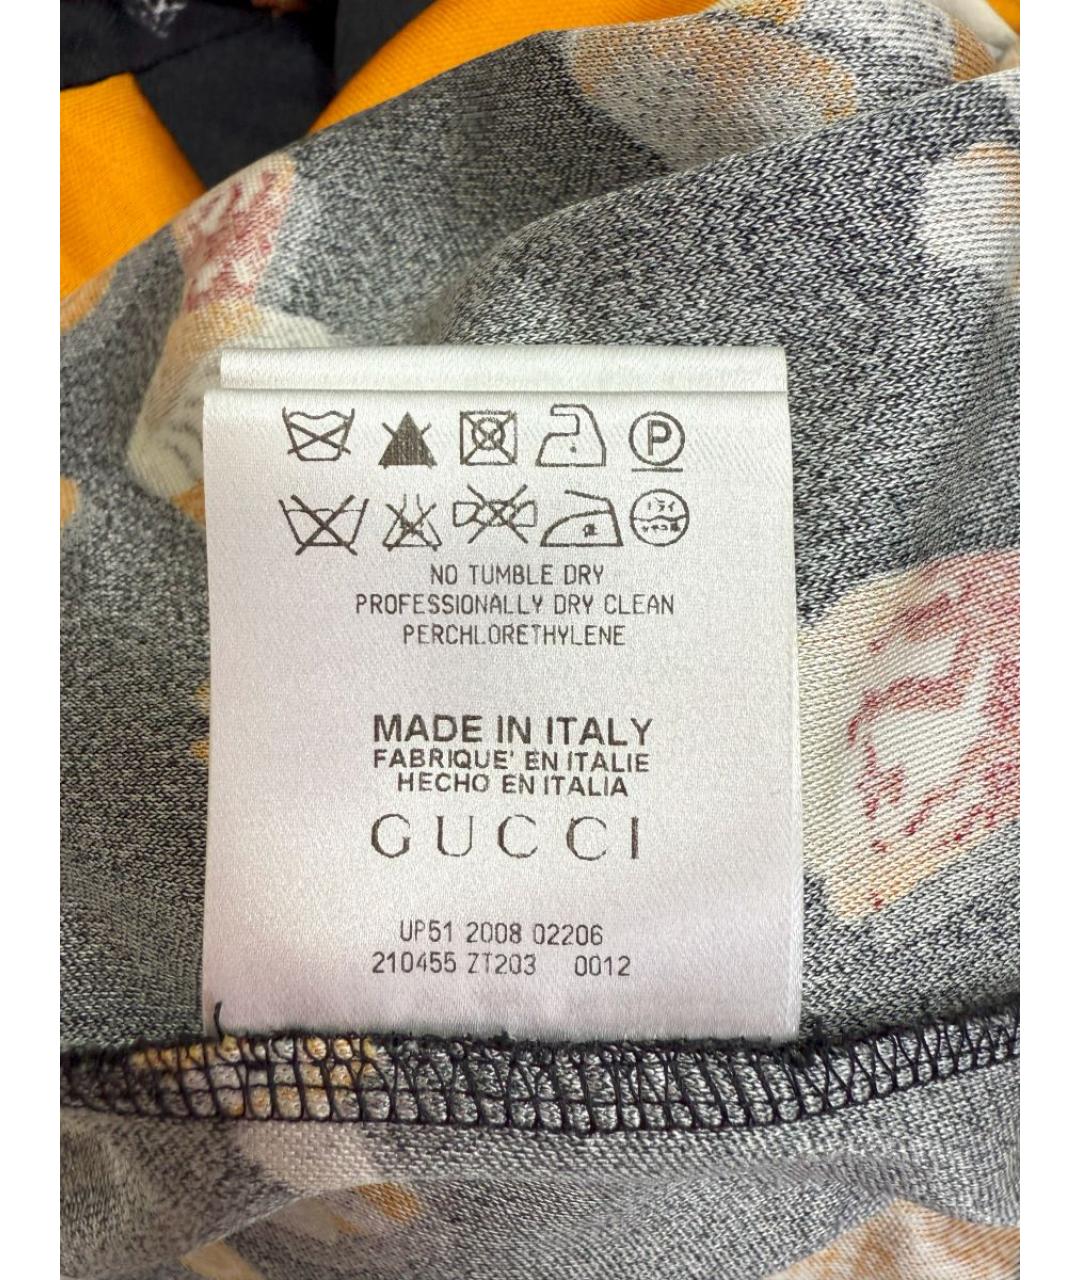 P
NO TUMBLE DRY
PROFESSIONALLY DRY CLEAN
PERCHLORETHYLENE
MADE IN ITALY
FABRIQUE' EN ITALIE
HECHO EN ITALIA
GUCCI
UP51 2008 02206
210455 ZT203 0012